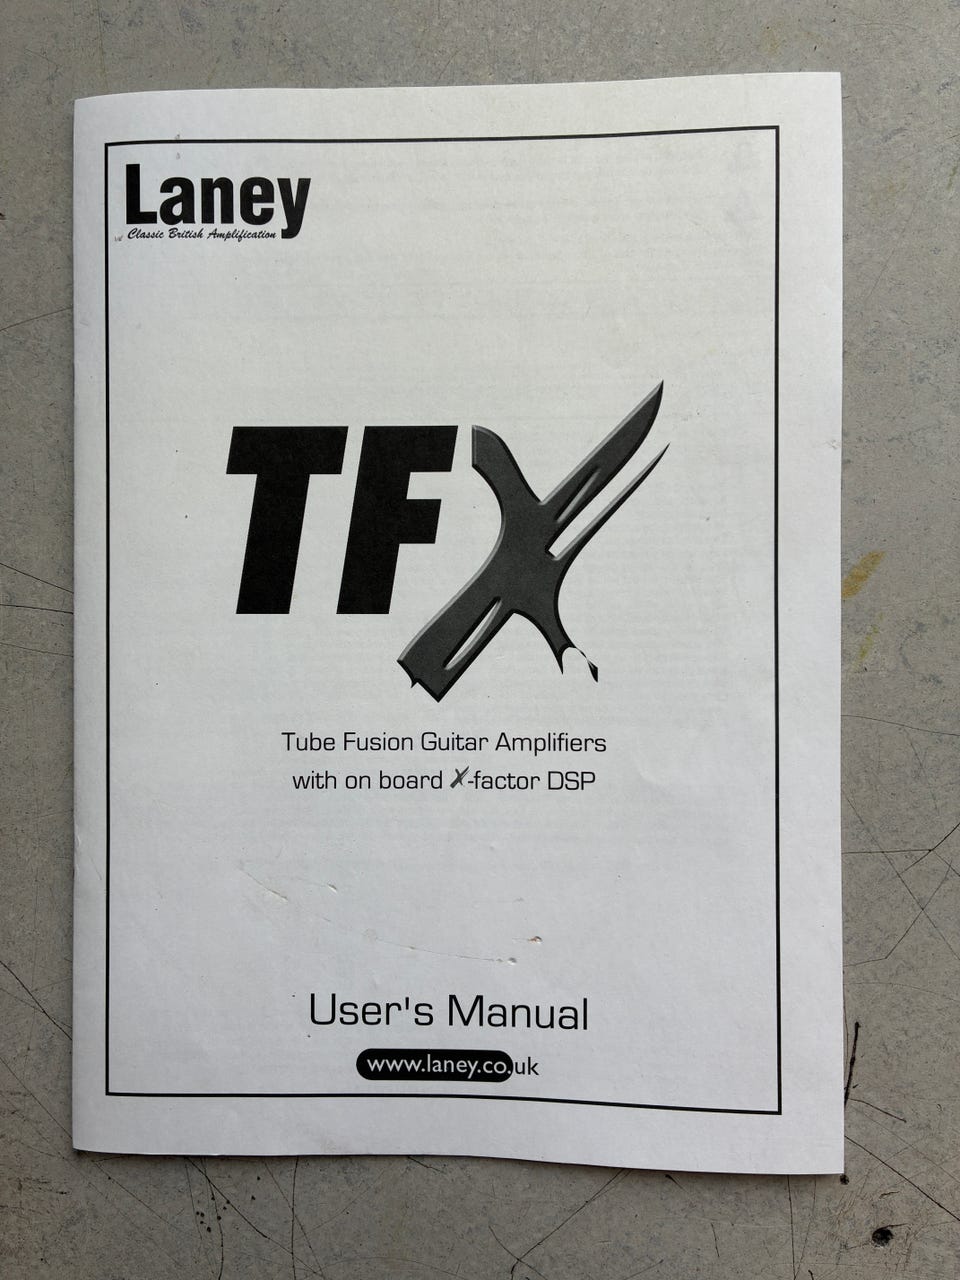 Laney
Classic British Amplification
TFX
Tube Fusion Guitar Amplifiers
with on board X-factor DSP
User's Manual
www.laney.co.uk